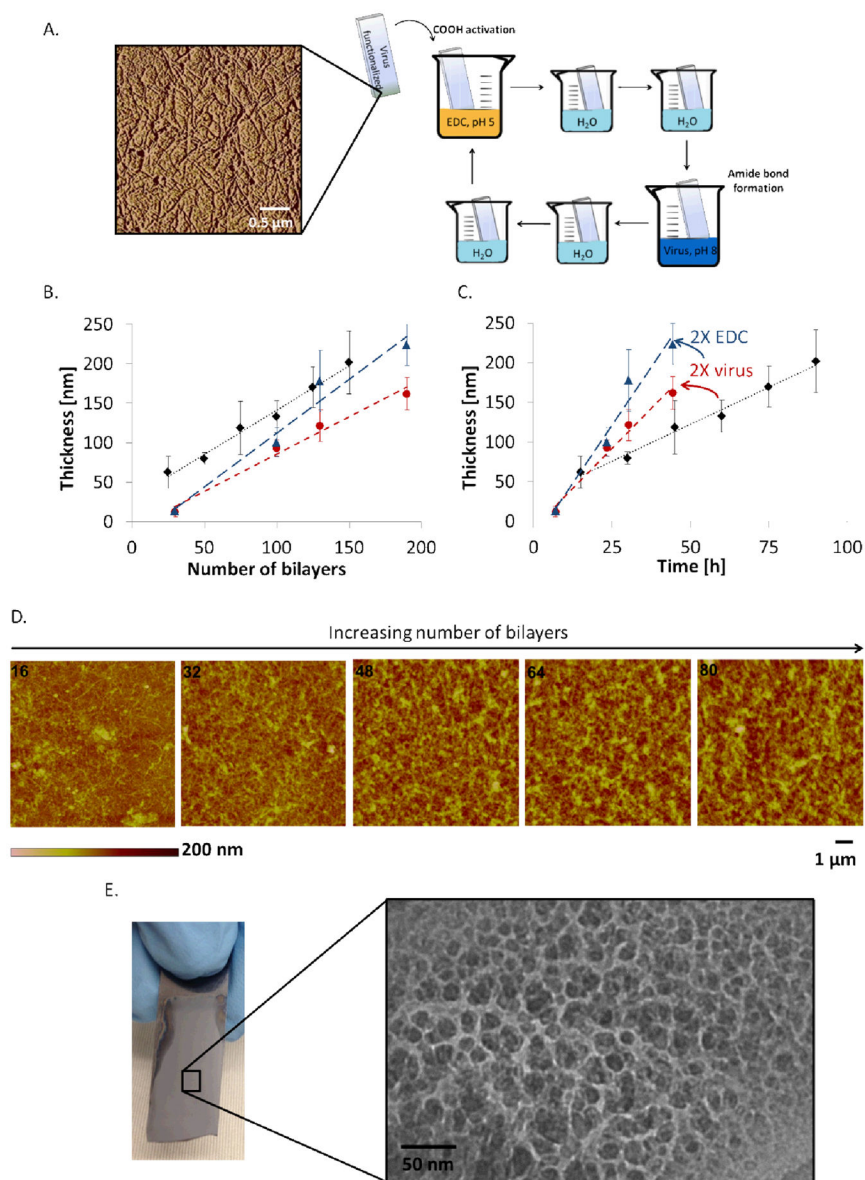 A.
Virus
functionalized
COOH activation
EDC, pH 5
H₂O
H₂O
Amide bond
formation
H₂O
H₂O
Virus, pH 8
0.5 μm
B.
250
200
150
100
50
0
Thickness [nm]
0
50
100
150
200
Number of bilayers
C.
250
200
150
100
50
0
Thickness [nm]
2X EDC
2X virus
0
25
50
75
100
Time [h]
D.
Increasing number of bilayers
16
32
48
64
80
200 nm
1 μm
E.
50 nm